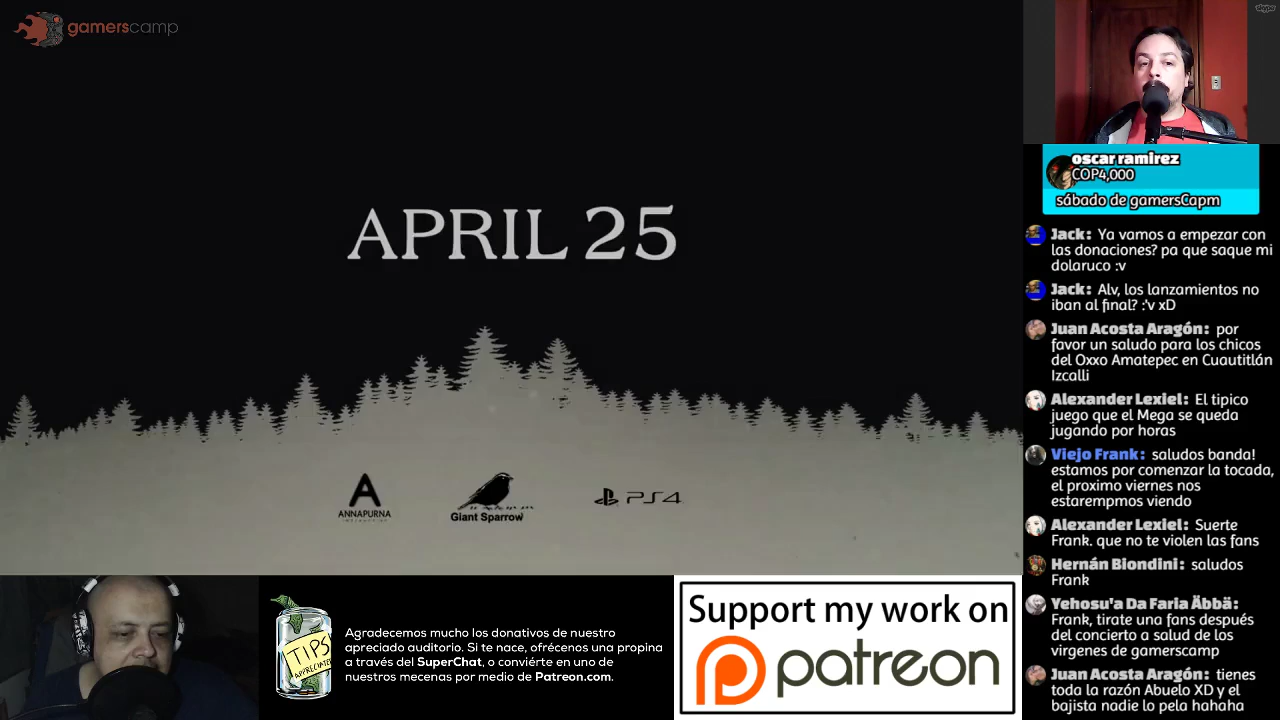 gamerscamp
skype
APRIL 25
ANNAPURNA
Giant Sparrow
PS4
oscar ramirez
COP4,000
sábado de gamersCapm
Jack: Ya vamos a empezar con
las donaciones? pa que saque mi
dolaruco :v
Jack: Alv, los lanzamientos no
iban al final? :'v xD
Juan Acosta Aragón: por
favor un saludo para los chicos
del Oxxo Amatepec en Cuautitlán
Izcalli
Alexander Lexiel: El tipico
juego que el Mega se queda
jugando por horas
Viejo Frank: saludos banda!
estamos por comenzar la tocada,
el proximo viernes nos
estarempmos viendo
Alexander Lexiel: Suerte
Frank. que no te violen las fans
Hernán Biondini: saludos
Frank
Yehosu'a Da Faria Äbbä:
Frank, tirate una fans después
del concierto a salud de los
virgenes de gamerscamp
Juan Acosta Aragón: tienes
toda la razón Abuelo XD y el
bajista nadie lo pela hahaha
TIPS
APPRECIATED
Agradecemos mucho los donativos de nuestro
apreciado auditorio. Si te nace, ofrécenos una propina
a través del SuperChat, o conviérte en uno de
nuestros mecenas por medio de Patreon.com.
Support my work on
patreon